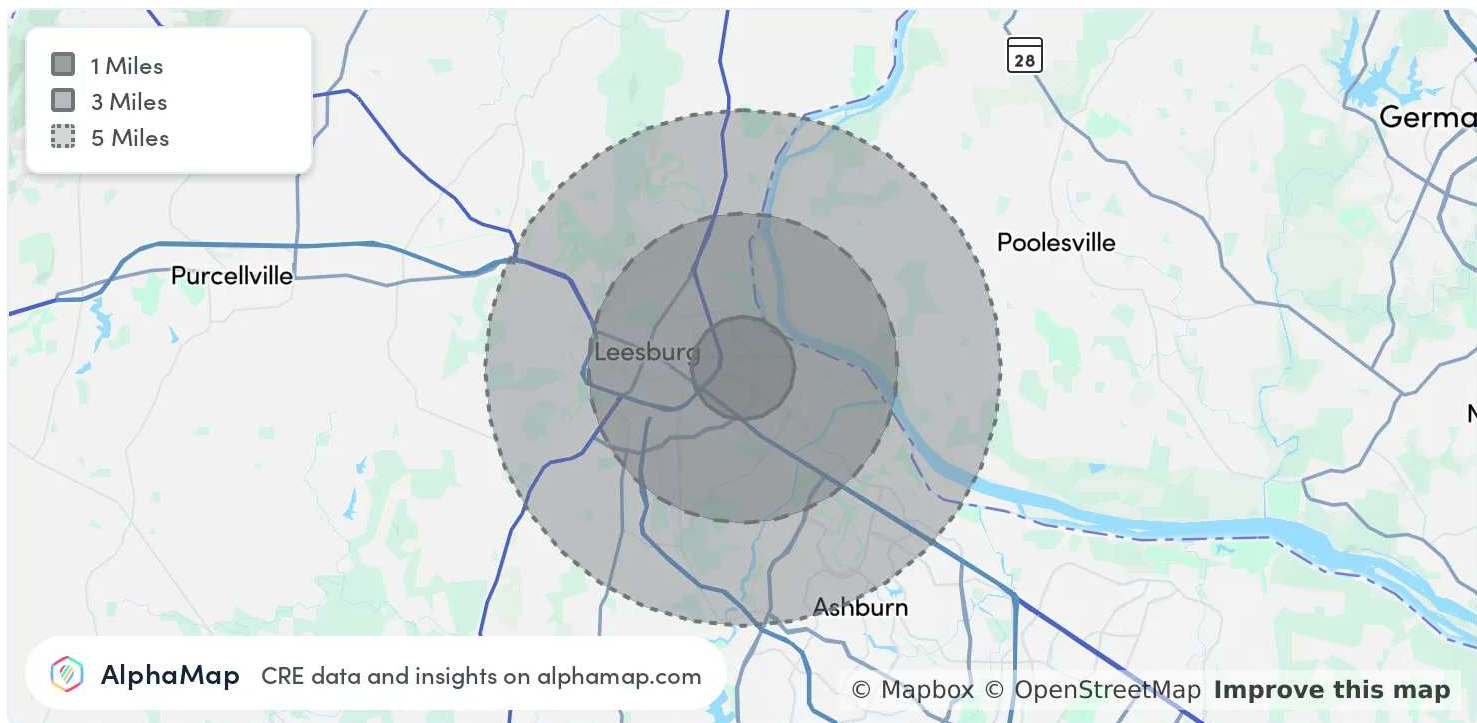 1 Miles
3 Miles
5 Miles
28
Germa
Poolesville
Purcellville
Leesburg
N
Ashburn
AlphaMap CRE data and insights on alphamap.com
© Mapbox © OpenStreetMap Improve this map